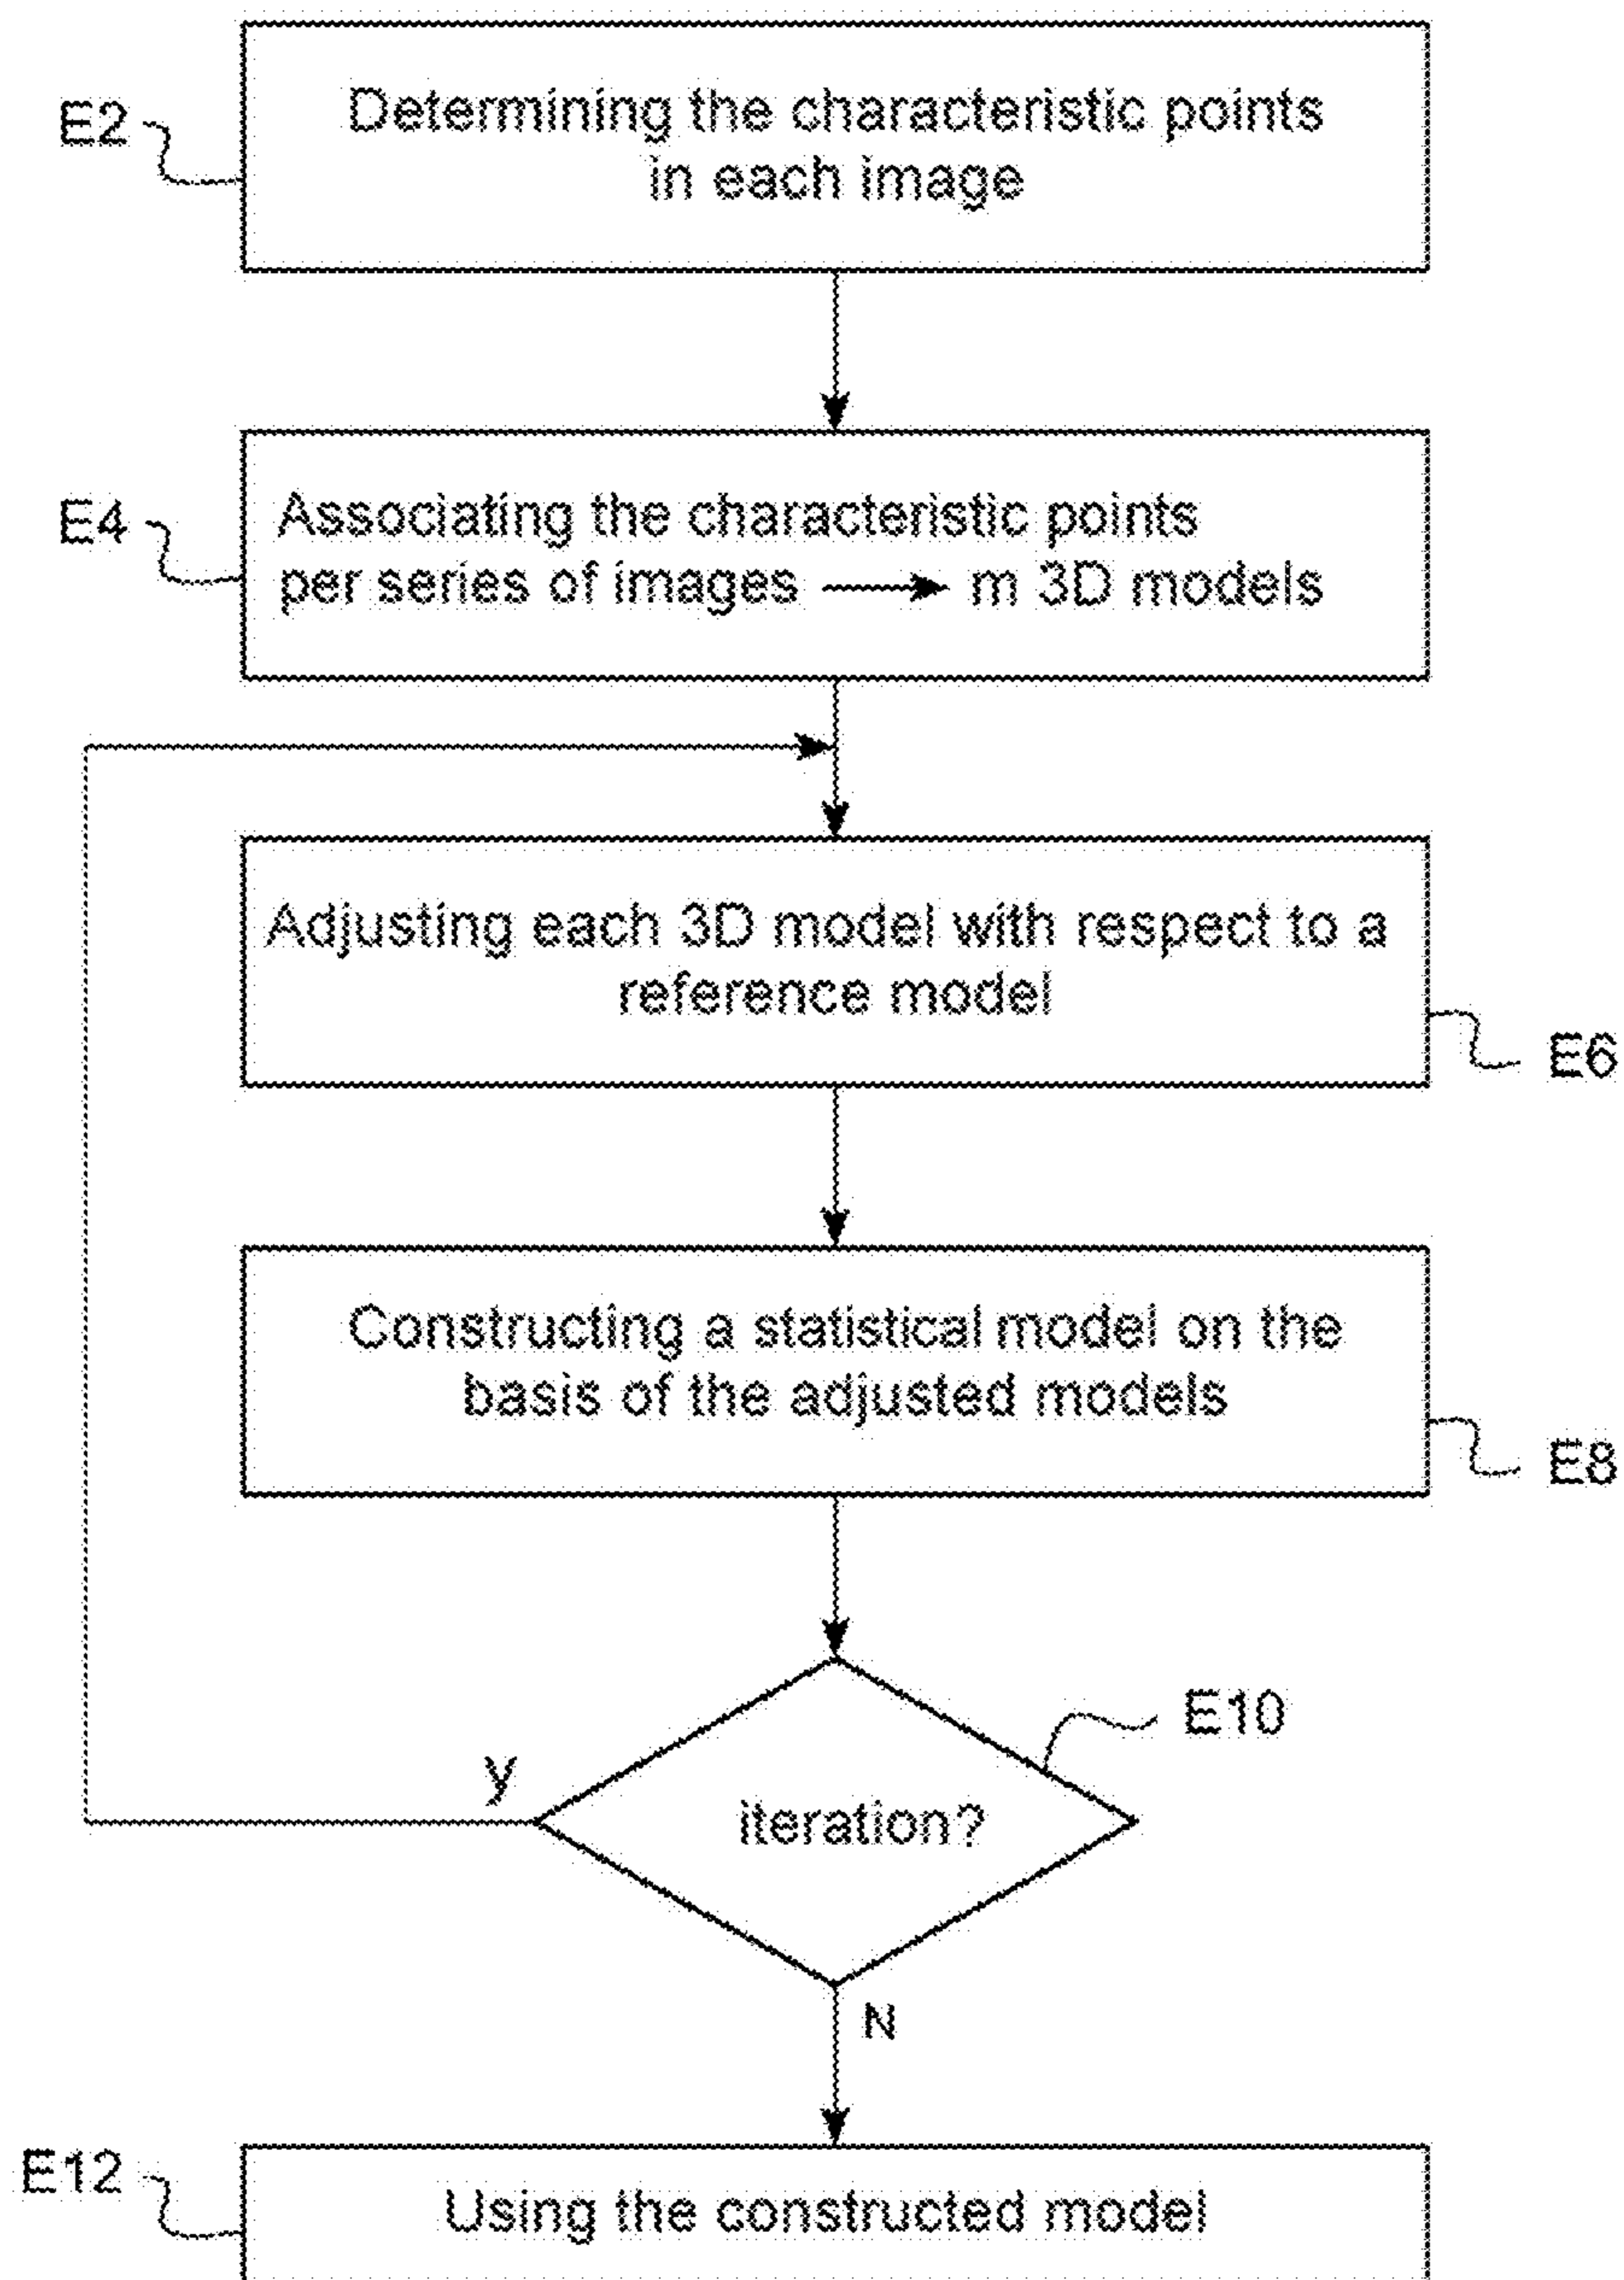 E2
Determining the characteristic points
in each image
E4
Associating the characteristic points
per series of images → m 3D models
Adjusting each 3D model with respect to a
reference model
E6
Constructing a statistical model on the
basis of the adjusted models
E8
E10
y
iteration?
N
E12
Using the constructed model